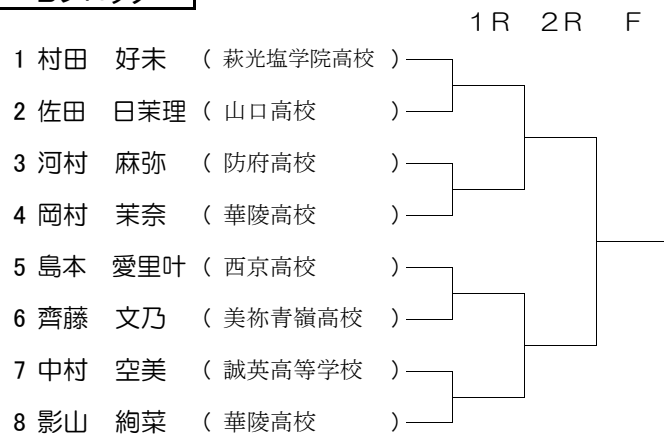 １Ｒ　２Ｒ　Ｆ
1 村田　好未　（ 萩光塩学院高校 ）
2 佐田　日茉理 （ 山口高校 ）
3 河村　麻弥　（ 防府高校 ）
4 岡村　茉奈　（ 華陵高校 ）
5 島本　愛里叶 （ 西京高校 ）
6 齊藤　文乃　（ 美祢青嶺高校 ）
7 中村　空美　（ 誠英高等学校 ）
8 影山　絢菜　（ 華陵高校 ）